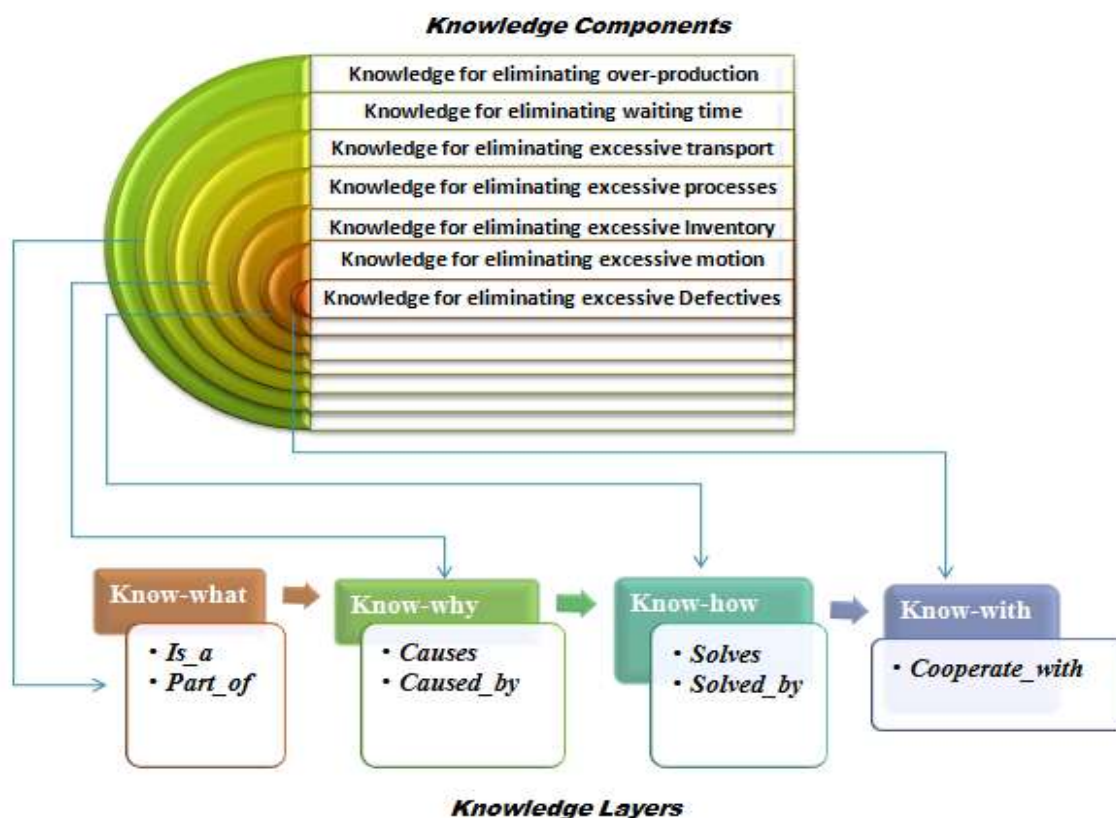 Knowledge Components
Knowledge for eliminating over-production
Knowledge for eliminating waiting time
Knowledge for eliminating excessive transport
Knowledge for eliminating excessive processes
Knowledge for eliminating excessive Inventory
Knowledge for eliminating excessive motion
Knowledge for eliminating excessive Defectives
Know-what
• Is_a
• Part_of
Know-why
• Causes
• Caused_by
Know-how
• Solves
• Solved_by
Know-with
• Cooperate_with
Knowledge Layers